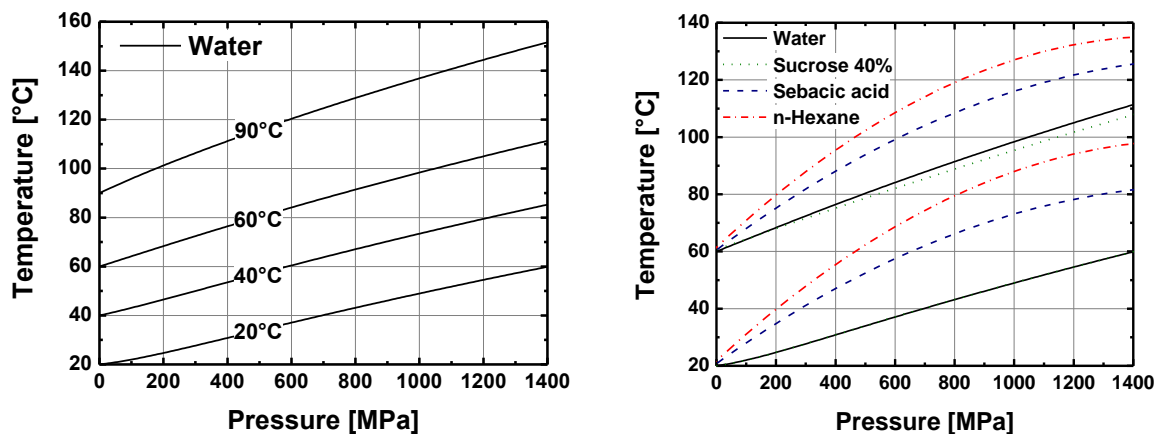 Water
160
140
120
100
80
60
40
20
90°C
60°C
40°C
20°C
0 200 400 600 800 1000 1200 1400
Temperature [°C]
Pressure [MPa]
Water
Sucrose 40%
Sebacic acid
n-Hexane
140
120
100
80
60
40
20
0 200 400 600 800 1000 1200 1400
Temperature [°C]
Pressure [MPa]